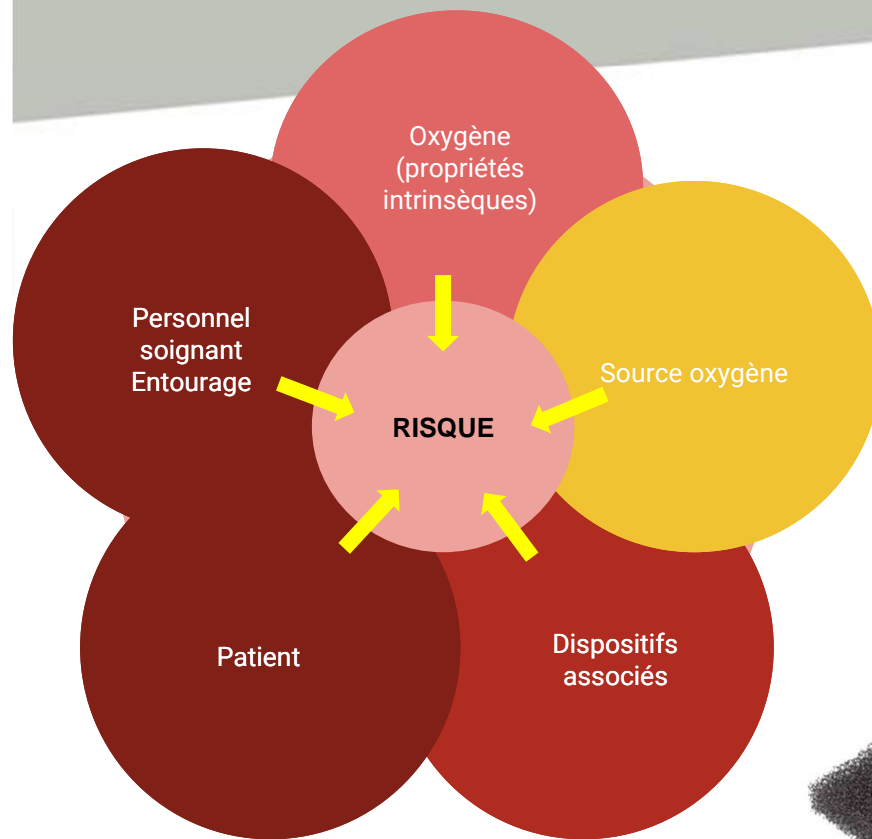 Oxygène
(propriétés
intrinsèques)
Personnel
soignant
Entourage
Source oxygène
RISQUE
Patient
Dispositifs
associés